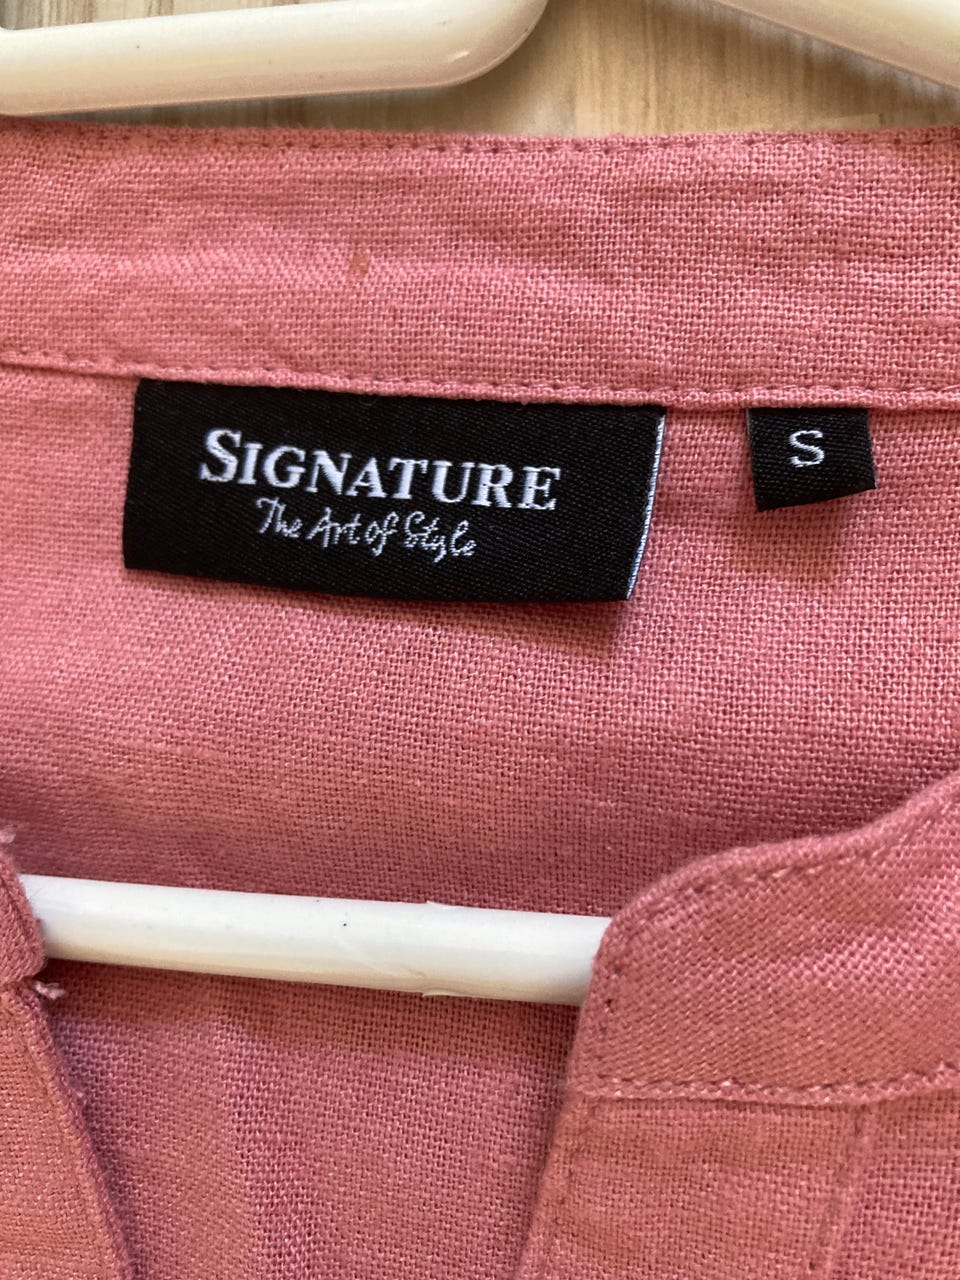 SIGNATURE
The Art of Style
S